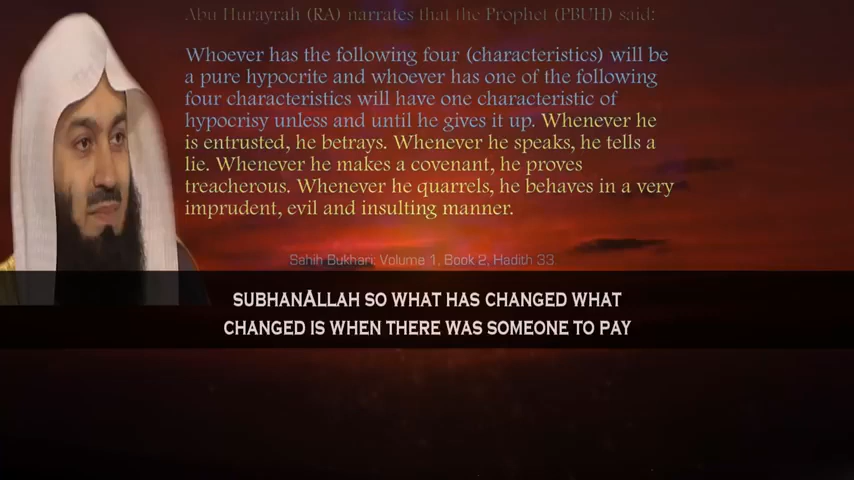 Abu Hurayrah (RA) narrates that the Prophet (PBUH) said:
Whoever has the following four (characteristics) will be
a pure hypocrite and whoever has one of the following
four characteristics will have one characteristic of
hypocrisy unless and until he gives it up. Whenever he
is entrusted, he betrays. Whenever he speaks, he tells a
lie. Whenever he makes a covenant, he proves
treacherous. Whenever he quarrels, he behaves in a very
imprudent, evil and insulting manner.
Sahih Bukhari: Volume 1, Book 2, Hadith 33.
SUBHANALLAH SO WHAT HAS CHANGED WHAT
CHANGED IS WHEN THERE WAS SOMEONE TO PAY